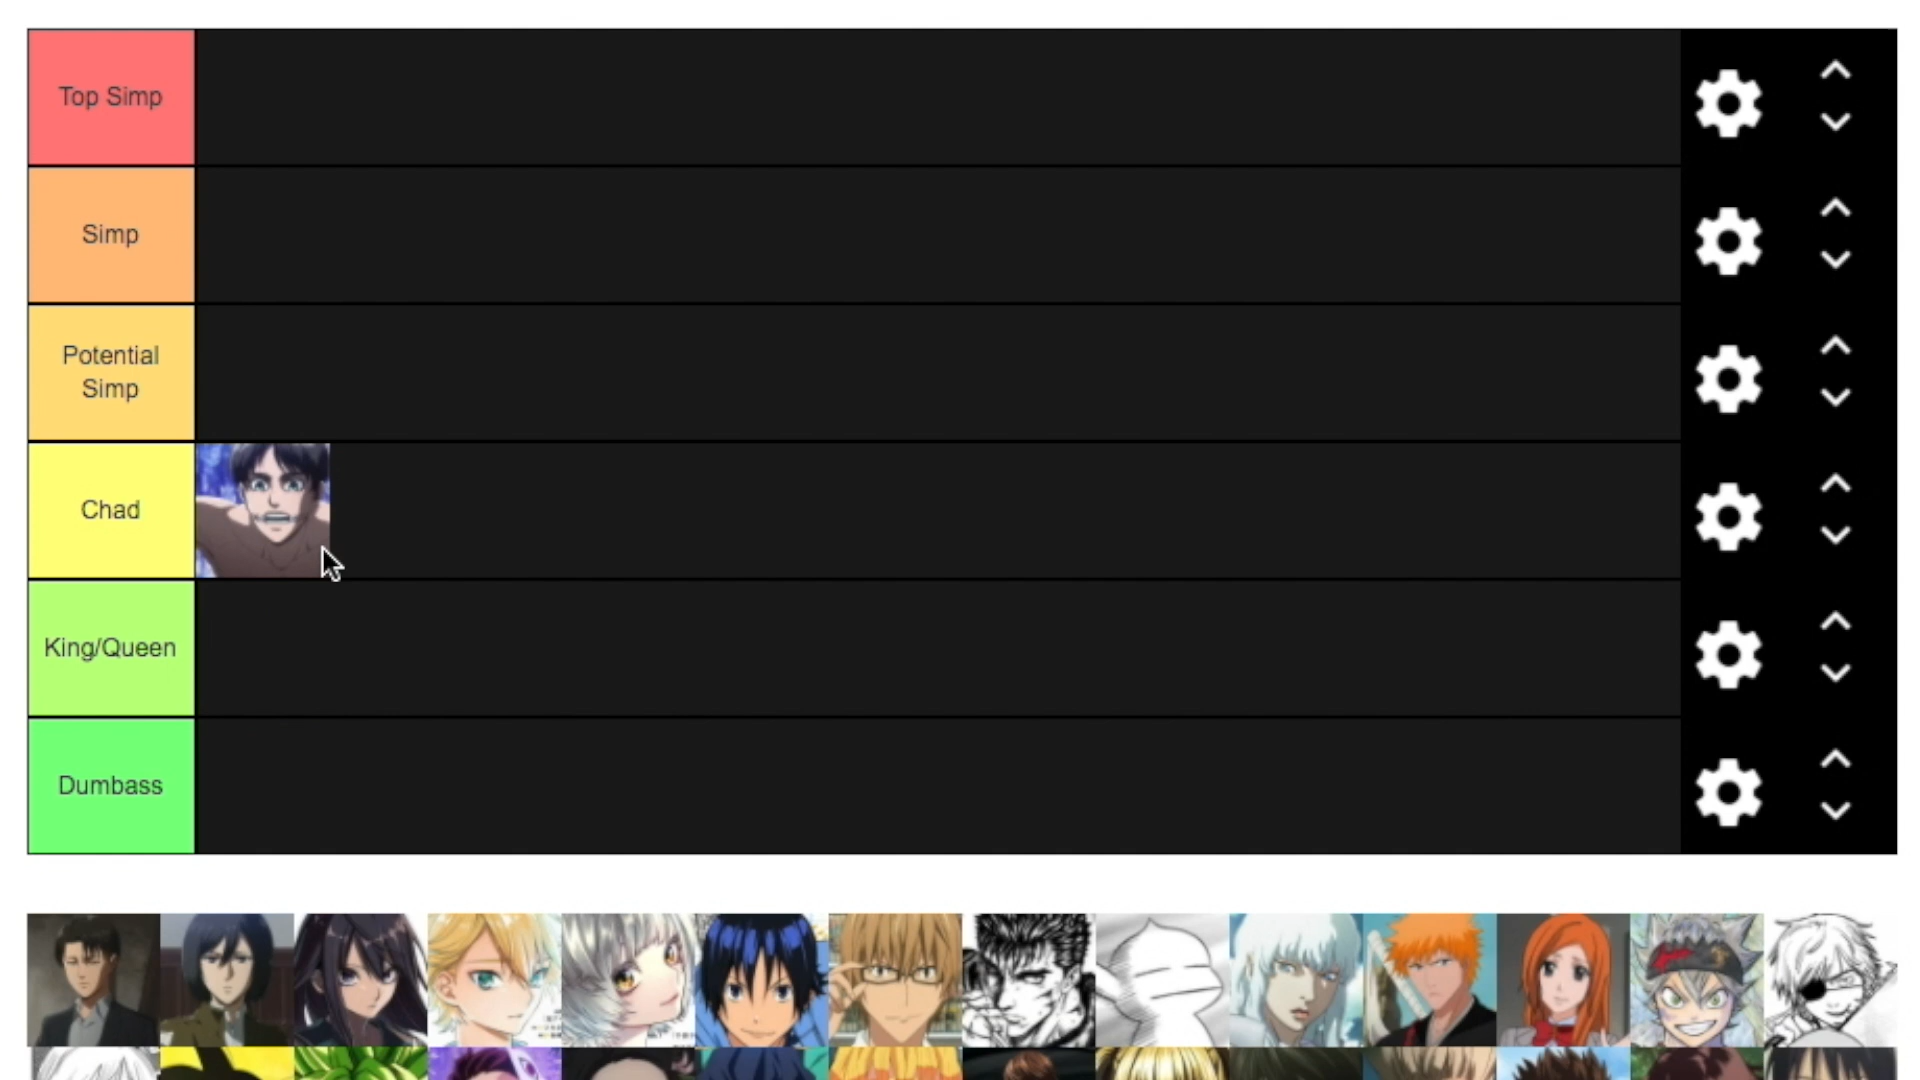 Top Simp
Simp
Potential
Simp
Chad
King/Queen
Dumbass